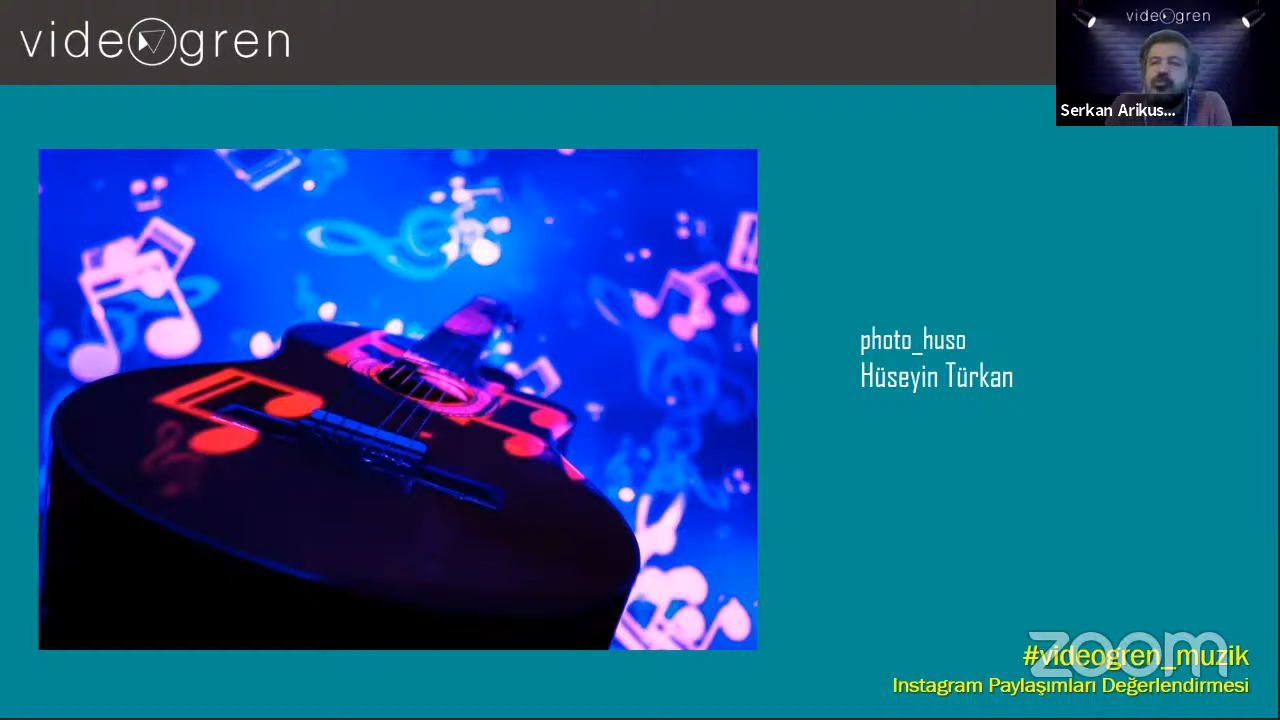 videogren
videogren
Serkan Arikus...
photo_huso
Hüseyin Türkan
zoom
#videogren_muzik
Instagram Paylaşımları Değerlendirmesi